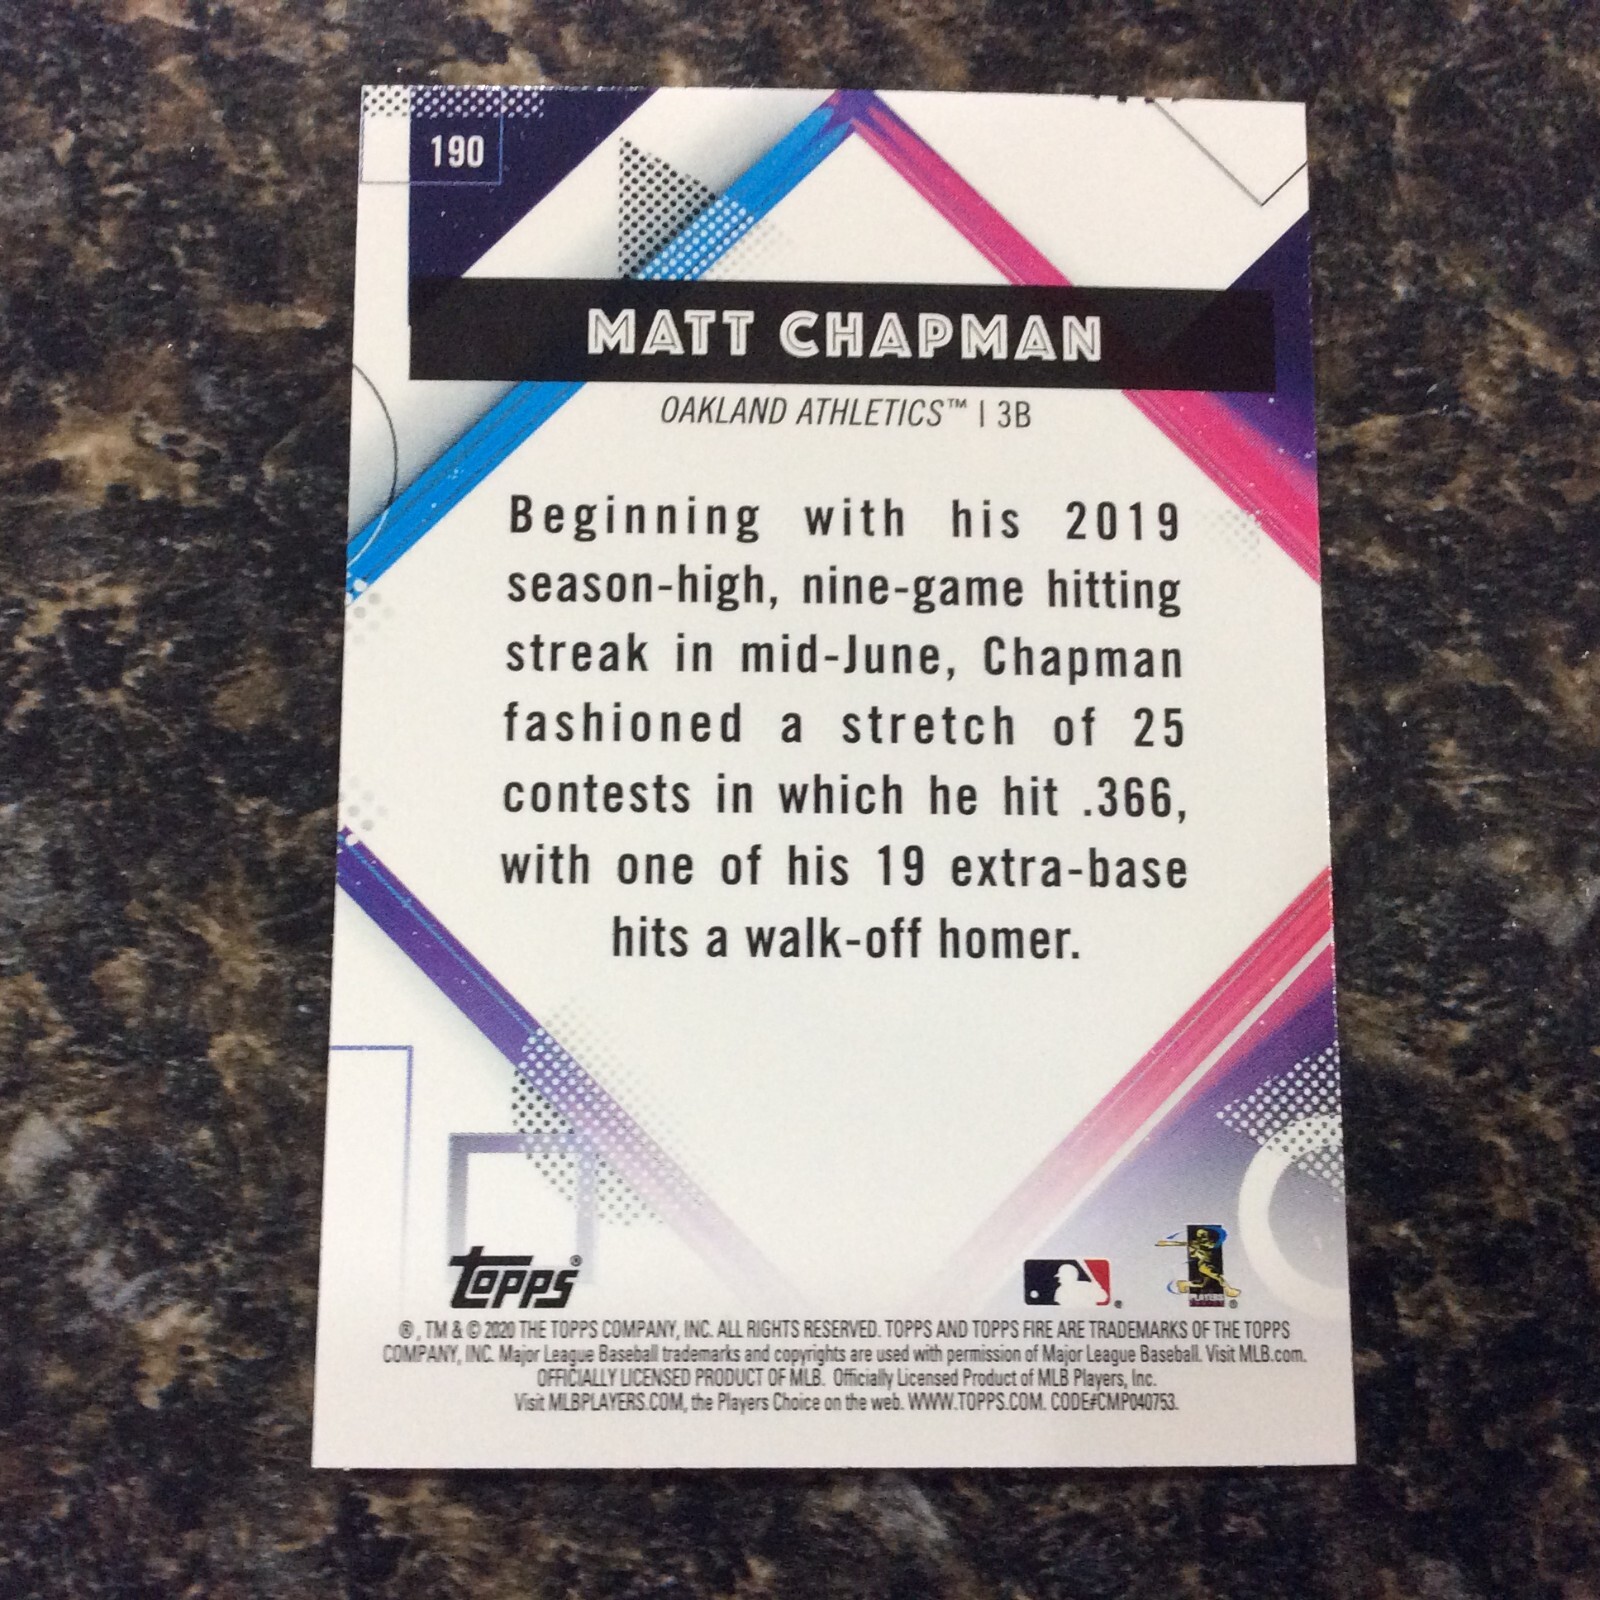 190
MATT CHAPMAN
OAKLAND ATHLETICS™ | 3B
Beginning with his 2019
season-high, nine-game hitting
streak in mid-June, Chapman
fashioned a stretch of 25
contests in which he hit .366,
with one of his 19 extra-base
hits a walk-off homer.
Topps®
®
PLAYERS
®
®, TM & © 2020 THE TOPPS COMPANY, INC. ALL RIGHTS RESERVED. TOPPS AND TOPPS FIRE ARE TRADEMARKS OF THE TOPPS
COMPANY, INC. Major League Baseball trademarks and copyrights are used with permission of Major League Baseball. Visit MLB.com.
OFFICIALLY LICENSED PRODUCT OF MLB. Officially Licensed Product of MLB Players, Inc.
Visit MLBPLAYERS.COM, the Players Choice on the web. WWW.TOPPS.COM. CODE#CMP040753.